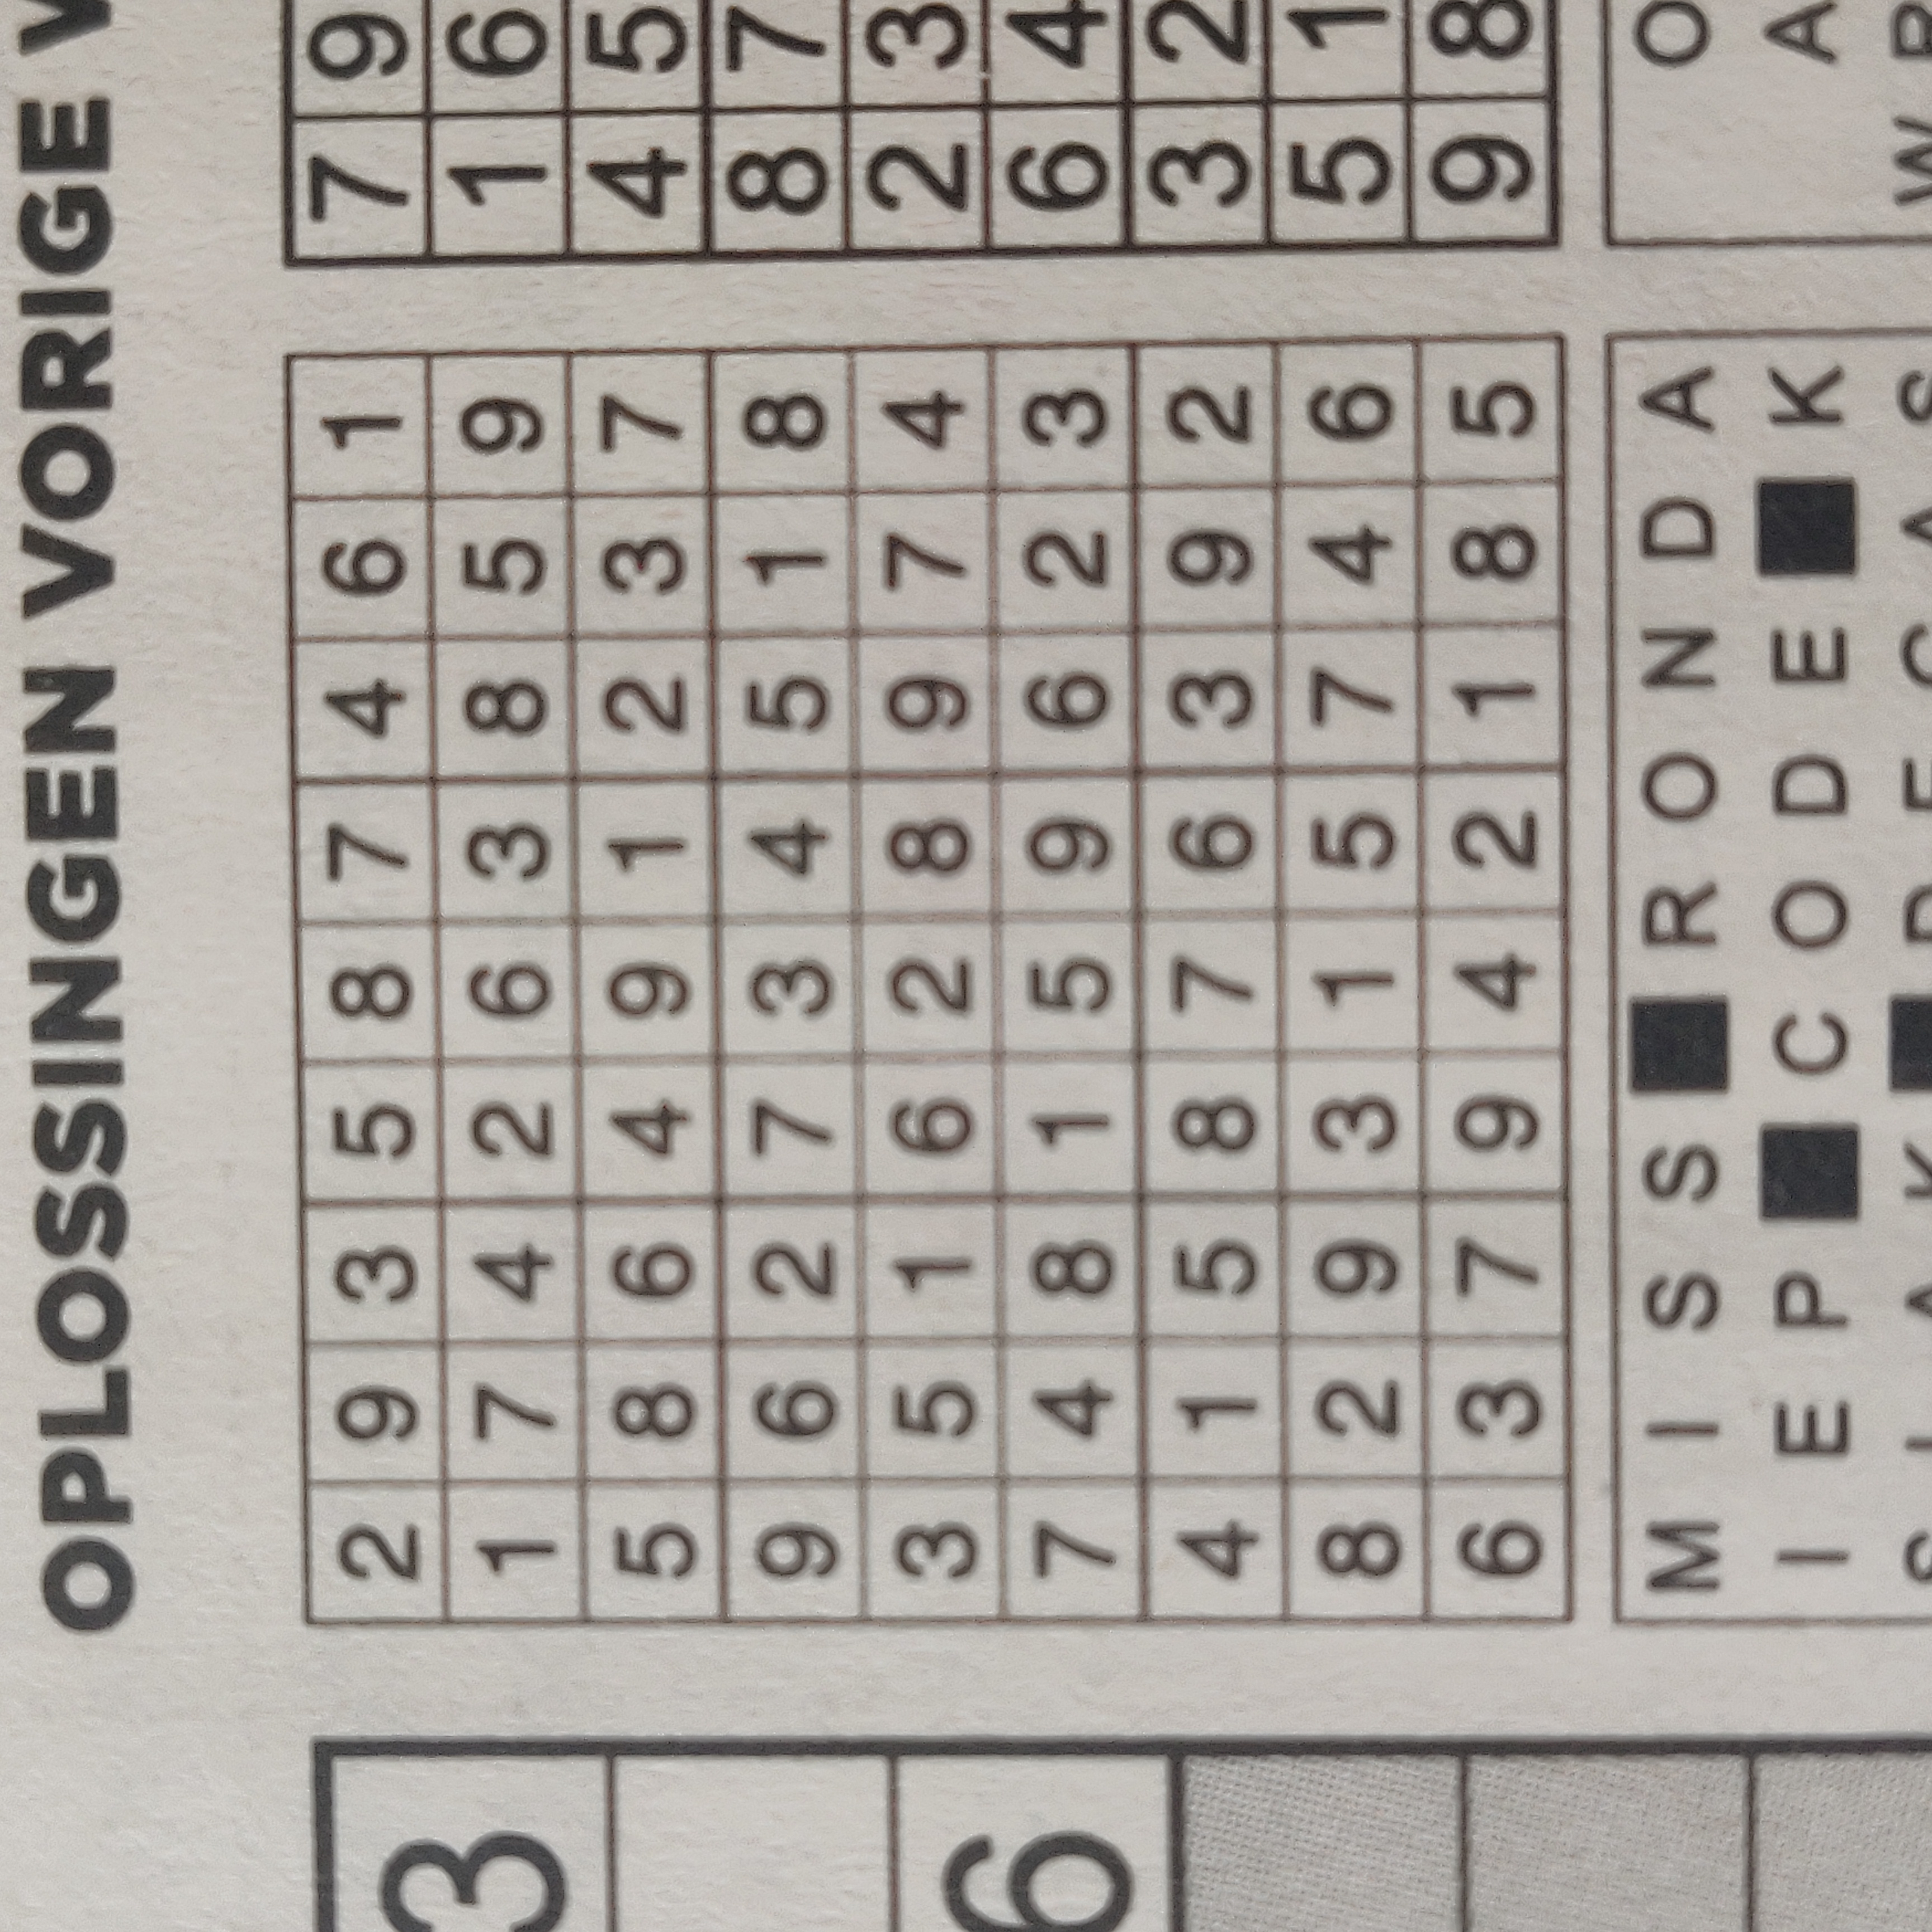 OPLOSSINGEN VORIGE
3
6
2 9 3 5 8 7 4 6 1
1 7 4 2 6 3 8 5 9
5 8 6 4 9 1 2 3 7
9 6 2 7 3 4 5 1 8
3 5 1 6 2 8 9 7 4
7 4 8 1 5 9 6 2 3
4 1 5 8 7 6 3 9 2
8 2 9 3 1 5 7 4 6
6 3 7 9 4 2 1 8 5
7 9
1 6
4 5
8 7
2 3
6 4
3 2
5 1
9 8
M I S S R O N D A
I E P C O D E K
O
A